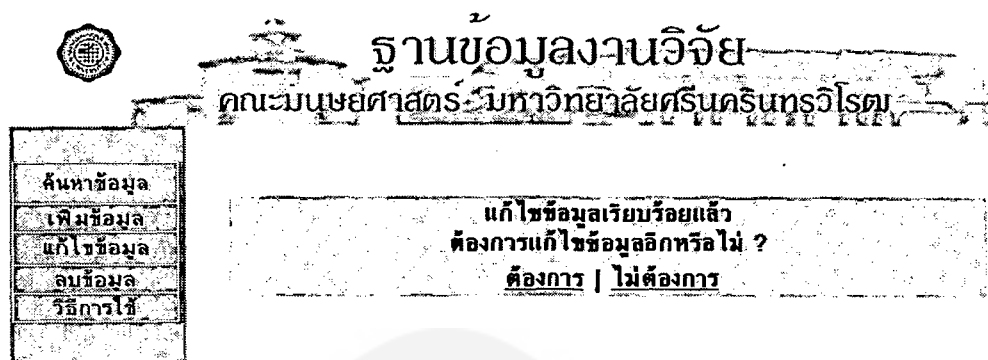 ฐานข้อมูลงานวิจัย
คณะมนุษย์ศาสตร์ มหาวิทยาลัยศรีนครินทรวิโรฒ
ค้นหาข้อมูล
เพิ่มข้อมูล
แก้ไขข้อมูล
ลบข้อมูล
วิธีการใช้
แก้ไขข้อมูลเรียบร้อยแล้ว
ต้องการแก้ไขข้อมูลอีกหรือไม่ ?
ต้องการ | ไม่ต้องการ